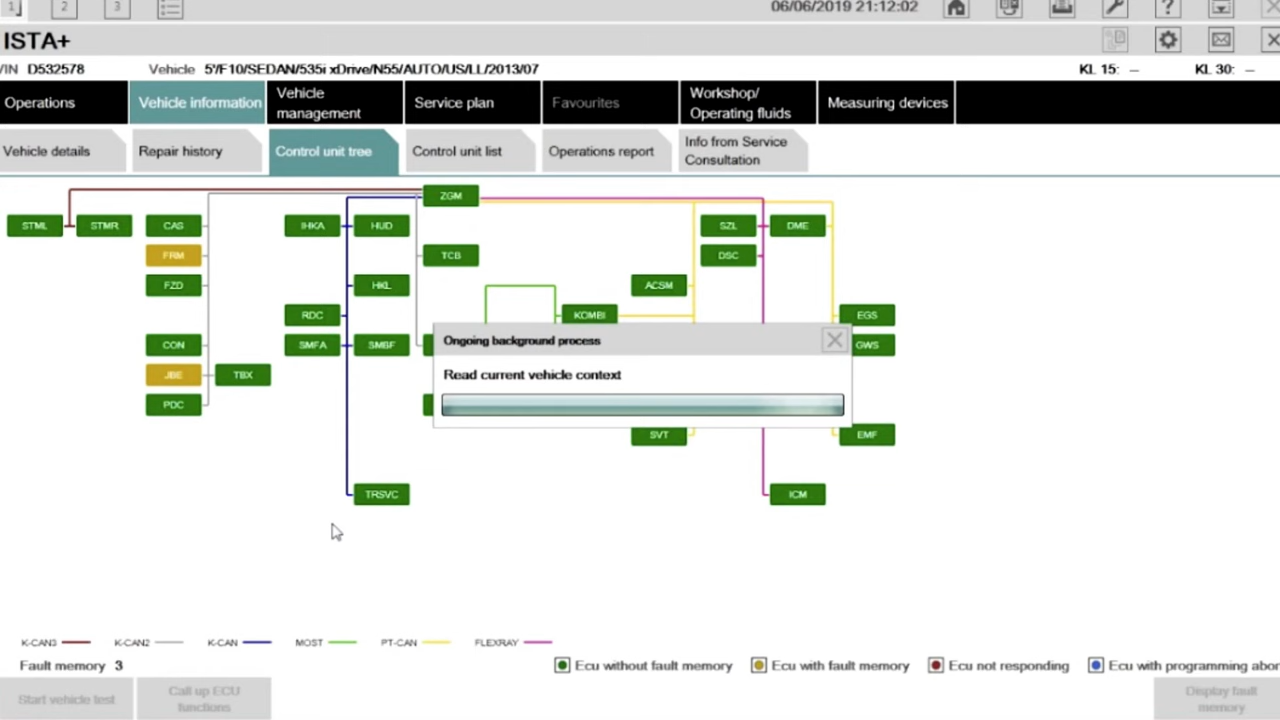 1 2 3 06/06/2019 21:12:02
ISTA+
/IN D532578 Vehicle 5'/F10/SEDAN/535i xDrive/N55/AUTO/US/LL/2013/07 KL 15: – KL 30: –
Operations Vehicle information Vehicle management Service plan Favourites Workshop/ Operating fluids Measuring devices
Vehicle details Repair history Control unit tree Control unit list Operations report Info from Service Consultation
ZGM
STML STMR CAS IHKA HUD SZL DME
FRM TCB DSC
FZD HKL ACSM
RDC KOMBI EGS
CON SMFA SMBF GWS
Ongoing background process
Read current vehicle context
JBE TBX
PDC
SVT EMF
TRSVC ICM
K-CAN3 K-CAN2 K-CAN MOST PT-CAN FLEXRAY
Fault memory 3 Ecu without fault memory Ecu with fault memory Ecu not responding Ecu with programming abor
Start vehicle test Call up ECU functions Display fault memory